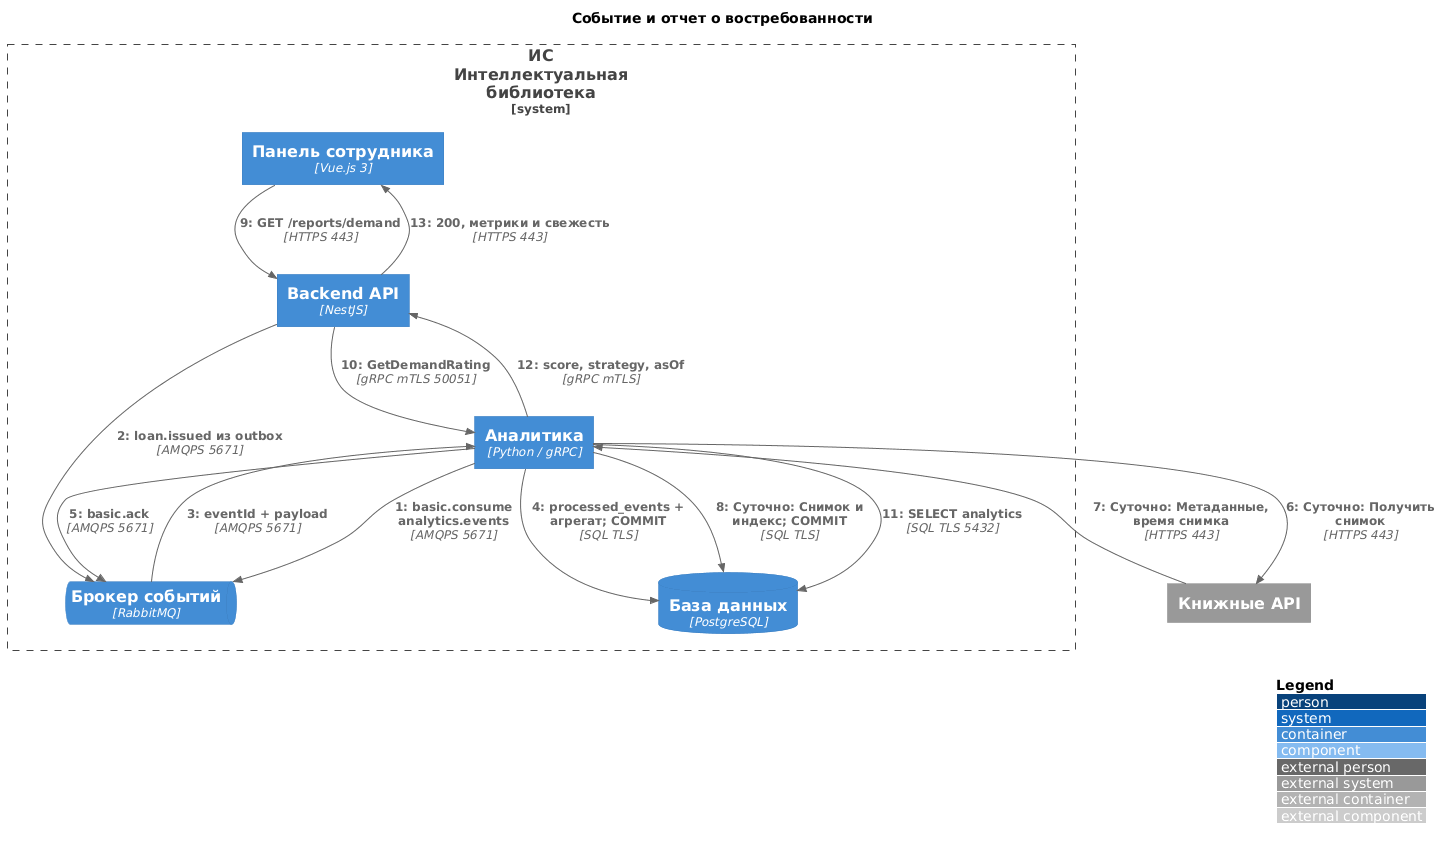 Событие и отчет о востребованности
ИС
Интеллектуальная
библиотека
[system]
Панель сотрудника
[Vue.js 3]
9: GET /reports/demand
[HTTPS 443]
13: 200, метрики и свежесть
[HTTPS 443]
Backend API
[NestJS]
10: GetDemandRating
[gRPC mTLS 50051]
12: score, strategy, asOf
[gRPC mTLS]
2: loan.issued из outbox
[AMQPS 5671]
Аналитика
[Python / gRPC]
5: basic.ack
[AMQPS 5671]
3: eventId + payload
[AMQPS 5671]
1: basic.consume
analytics.events
[AMQPS 5671]
4: processed_events +
агрегат; COMMIT
[SQL TLS]
8: Суточно: Снимок и
индекс; COMMIT
[SQL TLS]
11: SELECT analytics
[SQL TLS 5432]
7: Суточно: Метаданные,
время снимка
[HTTPS 443]
6: Суточно: Получить
снимок
[HTTPS 443]
Брокер событий
[RabbitMQ]
База данных
[PostgreSQL]
Книжные API
Legend
person
system
container
component
external person
external system
external container
external component